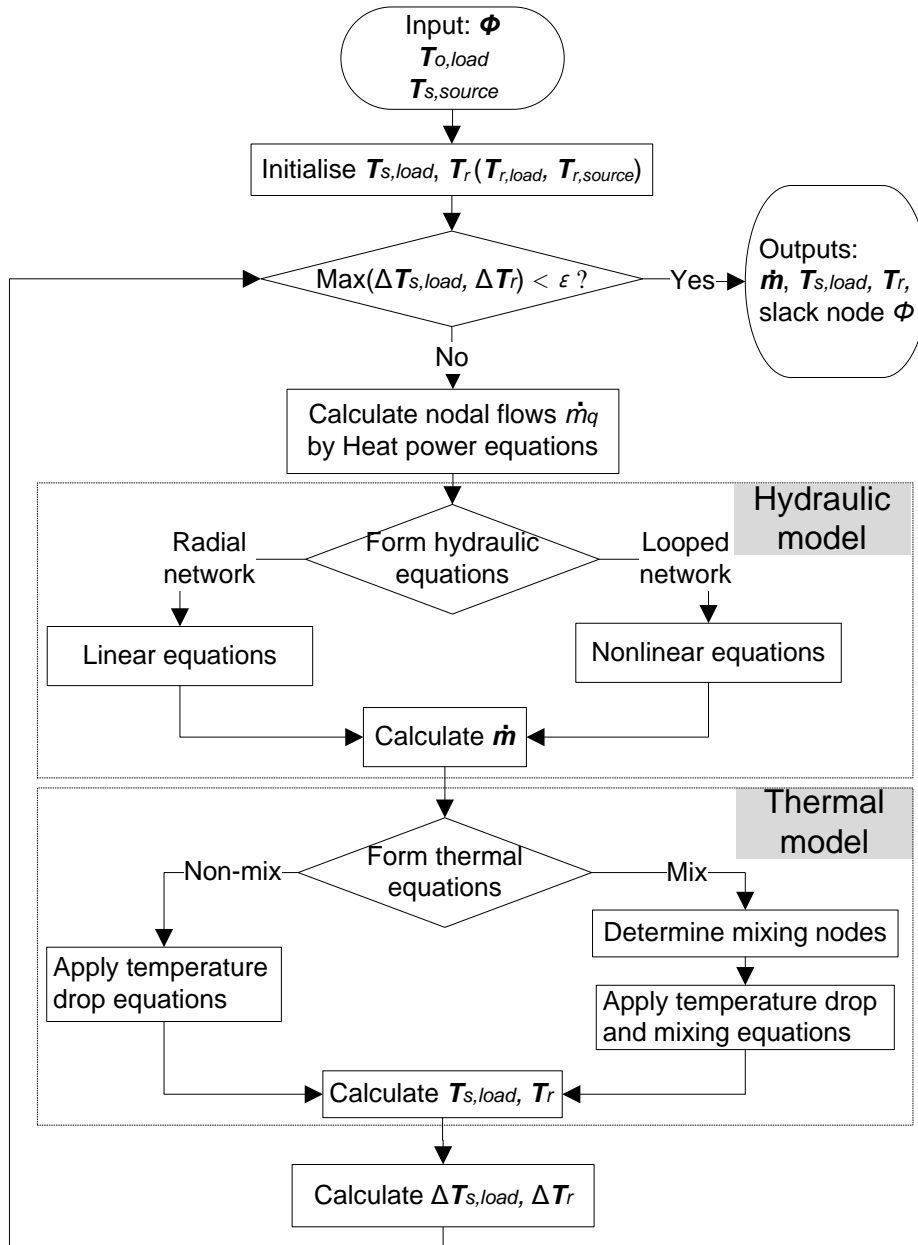 Input: Φ
To,load
Ts,source
Initialise Ts,load, Tr (Tr,load, Tr,source)
Max(ΔTs,load, ΔTr) < ε ?
Yes
Outputs:
ṁ, Ts,load, Tr,
slack node Φ
No
Calculate nodal flows ṁq
by Heat power equations
Hydraulic
model
Radial
network
Form hydraulic
equations
Looped
network
Linear equations
Nonlinear equations
Calculate ṁ
Thermal
model
Non-mix
Form thermal
equations
Mix
Determine mixing nodes
Apply temperature
drop equations
Apply temperature drop
and mixing equations
Calculate Ts,load, Tr
Calculate ΔTs,load, ΔTr